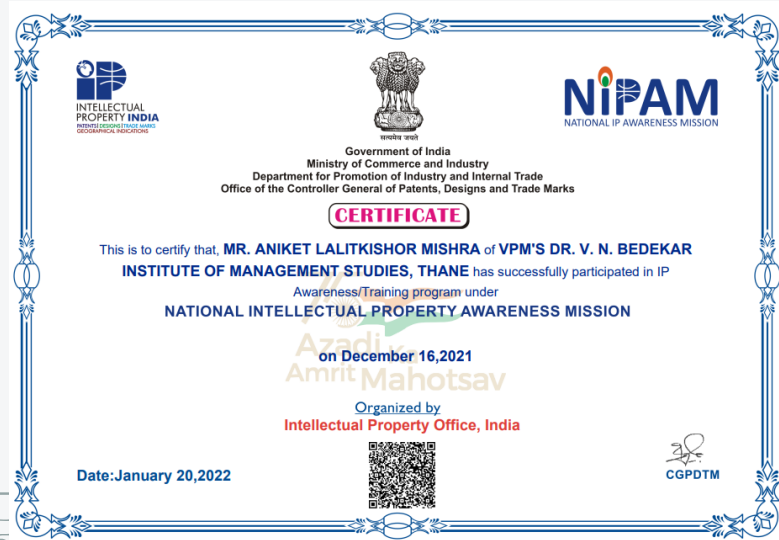 INTELLECTUAL
PROPERTY INDIA
PATENTS | DESIGNS | TRADE MARKS
GEOGRAPHICAL INDICATIONS
सत्यमेव जयते
NiPAM
NATIONAL IP AWARENESS MISSION
Government of India
Ministry of Commerce and Industry
Department for Promotion of Industry and Internal Trade
Office of the Controller General of Patents, Designs and Trade Marks
CERTIFICATE
This is to certify that, MR. ANIKET LALITKISHOR MISHRA of VPM'S DR. V. N. BEDEKAR
INSTITUTE OF MANAGEMENT STUDIES, THANE has successfully participated in IP
Awareness/Training program under
NATIONAL INTELLECTUAL PROPERTY AWARENESS MISSION
Azadi Ka
on December 16,2021
Amrit Mahotsav
Organized by
Intellectual Property Office, India
Date:January 20,2022
CGPDTM